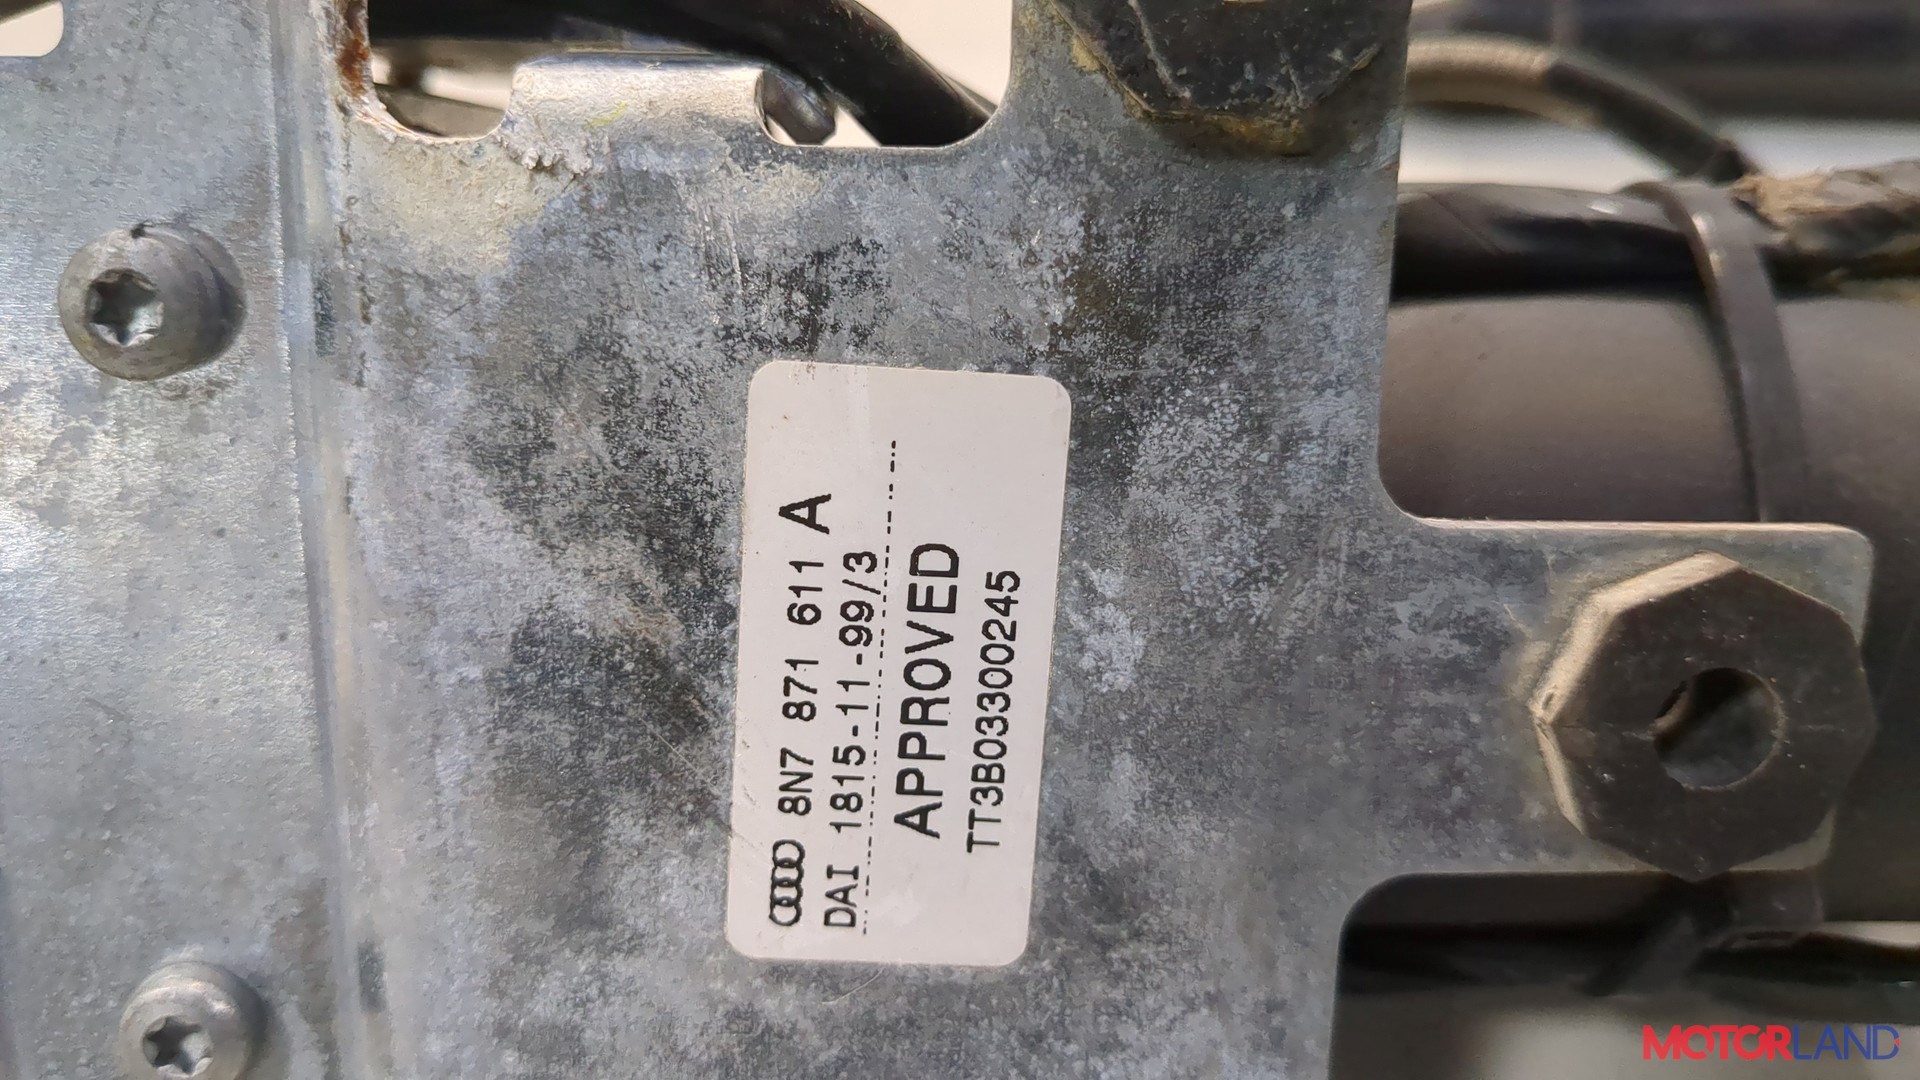 8N7 871 611 A
DAI 1815-11-99/3
APPROVED
TT3B03300245
MOTORLAND